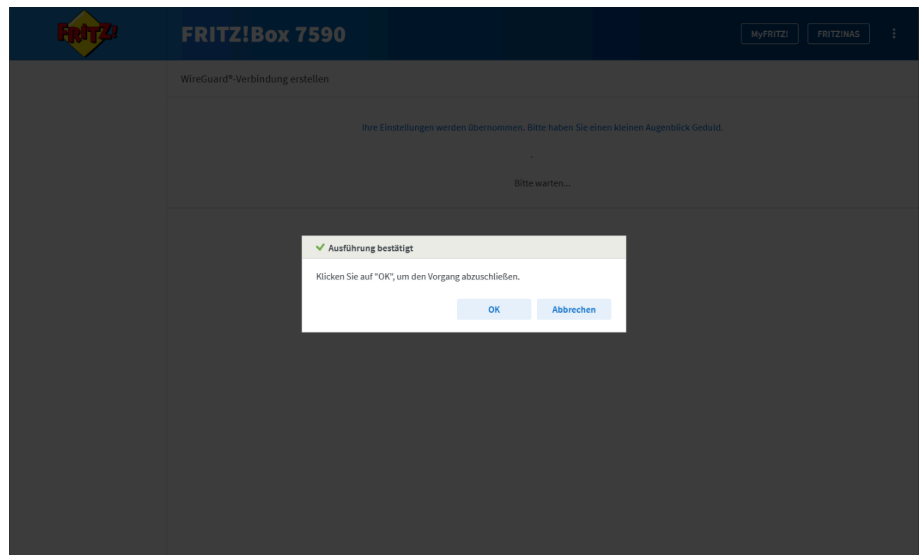 FRITZ!
FRITZ!Box 7590
MyFRITZ!
FRITZ!NAS
WireGuard®-Verbindung erstellen
Ihre Einstellungen werden übernommen. Bitte haben Sie einen kleinen Augenblick Geduld.
Bitte warten...
Ausführung bestätigt
Klicken Sie auf "OK", um den Vorgang abzuschließen.
OK
Abbrechen